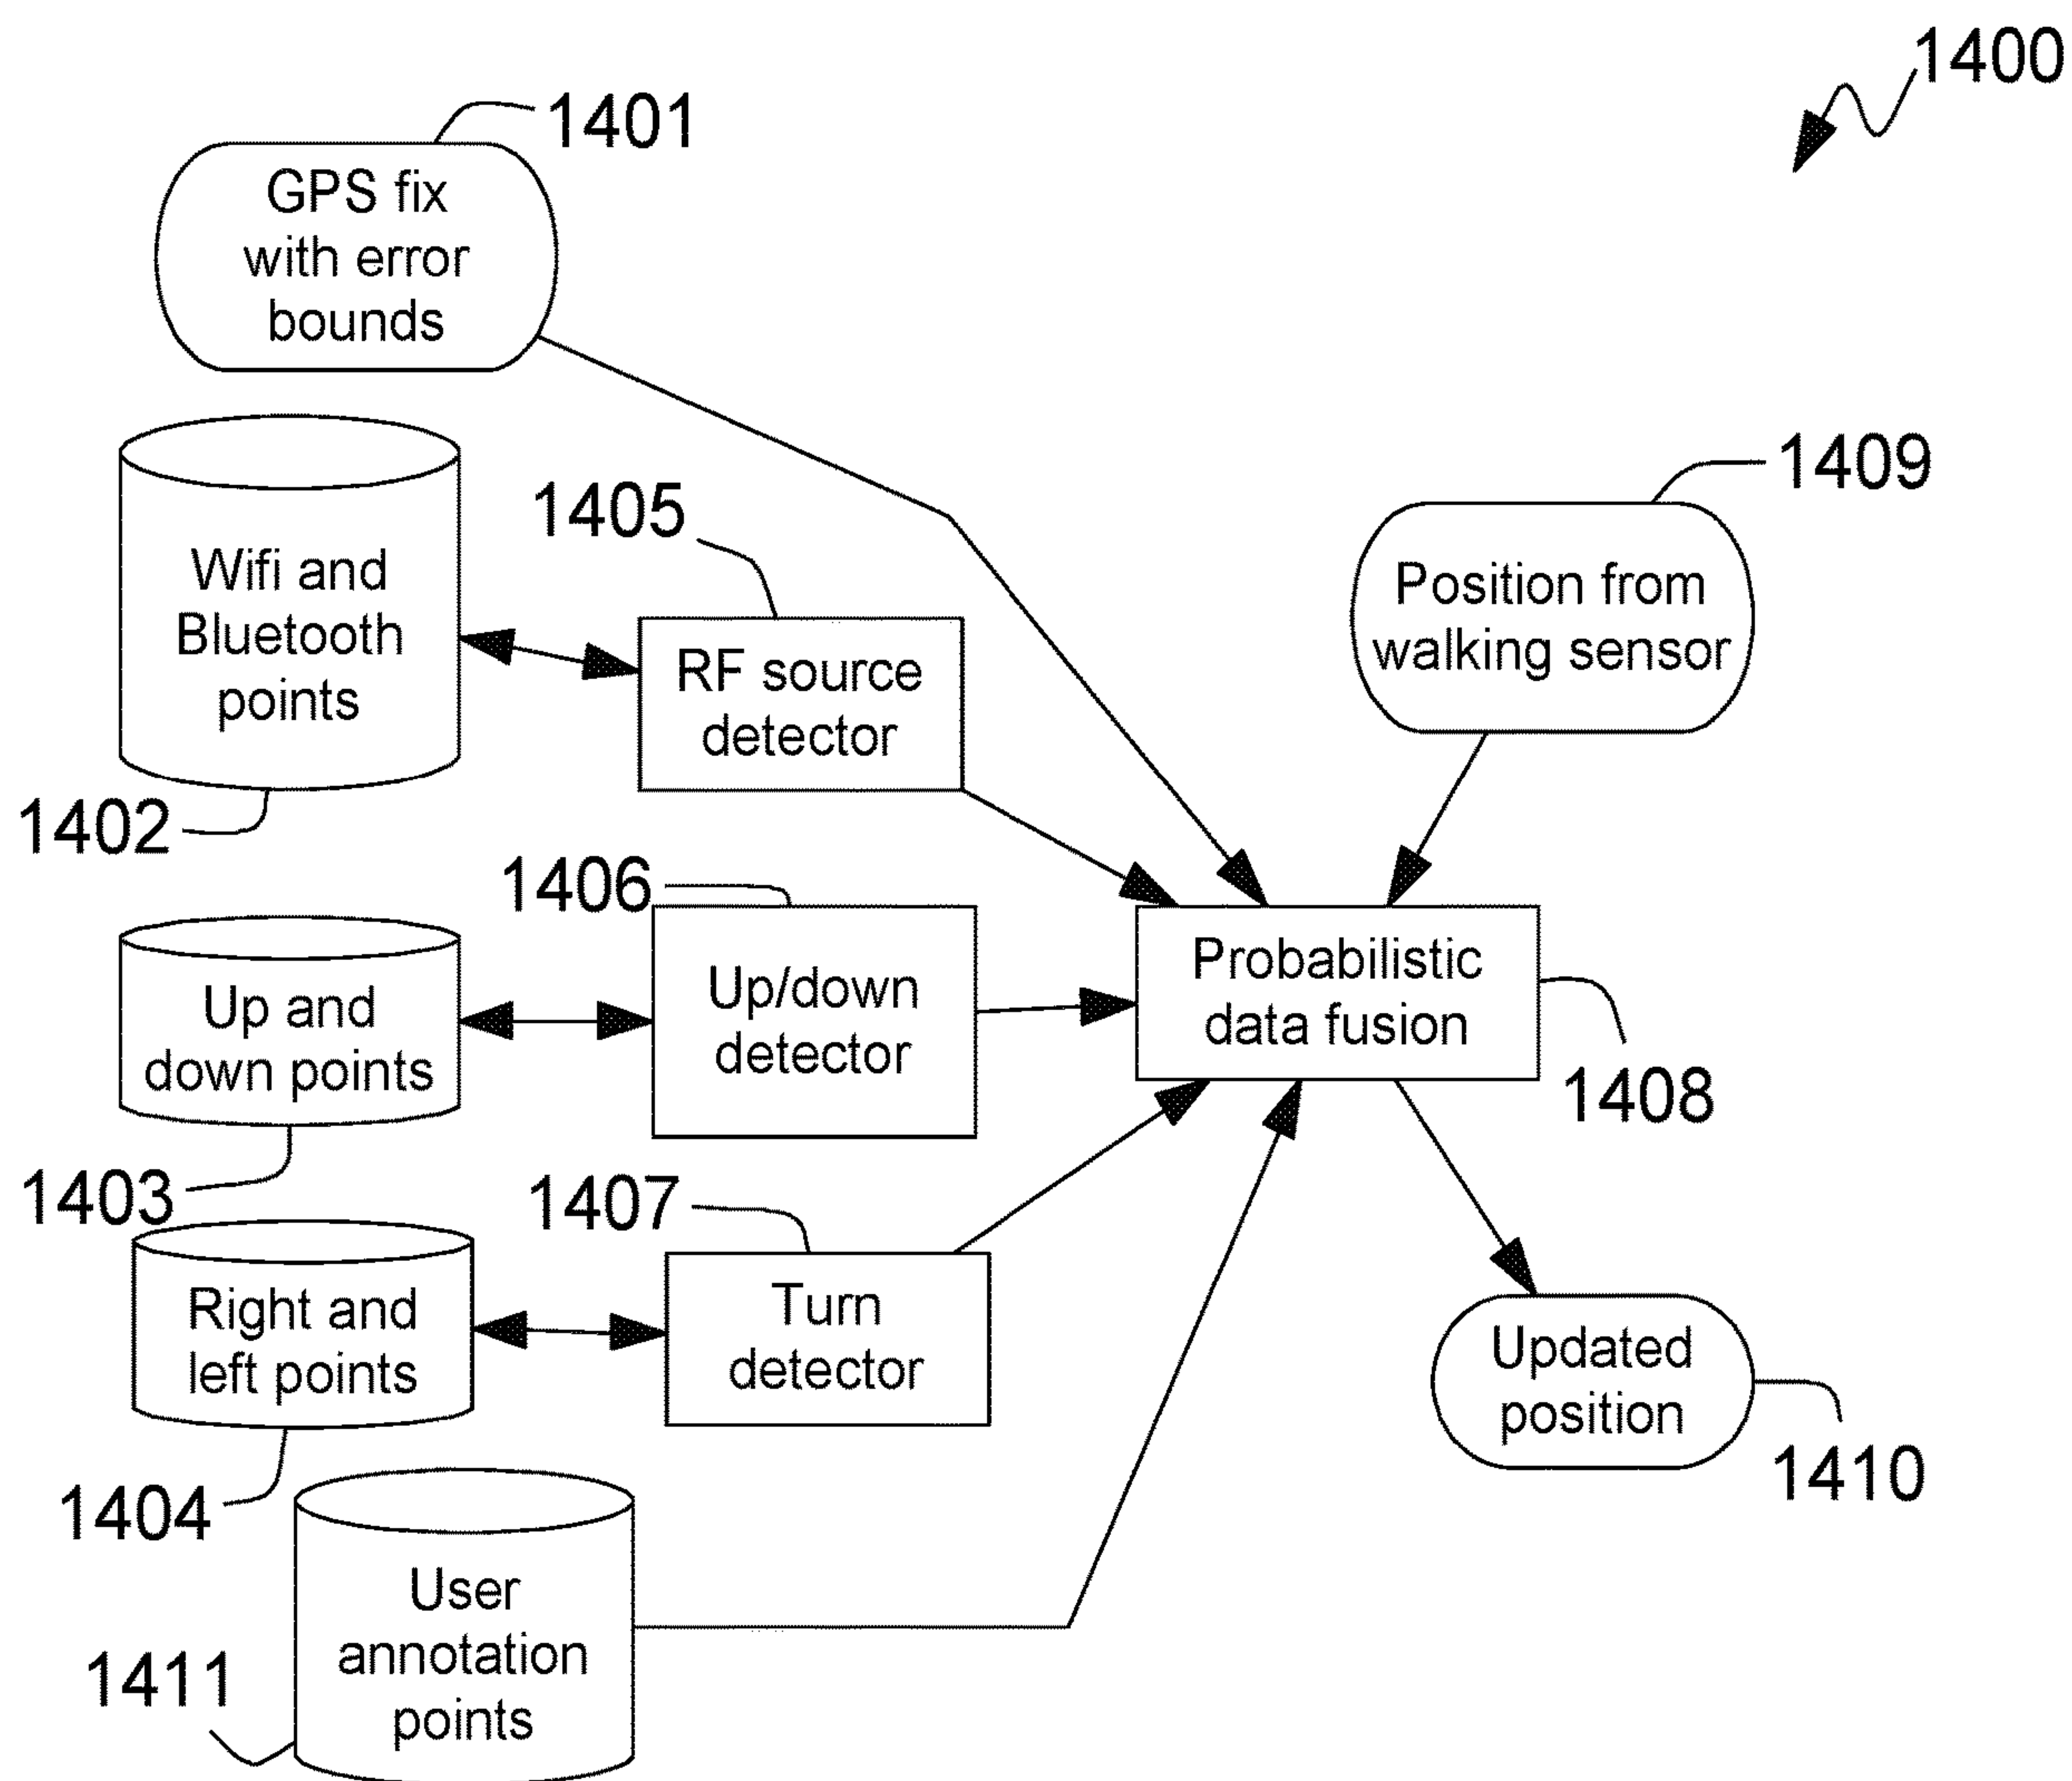 1400
1401
GPS fix
with error
bounds
1409
1405
Wifi and
Bluetooth
points
Position from
walking sensor
RF source
detector
1402
1406
Up and
down points
Up/down
detector
Probabilistic
data fusion
1408
1403
1407
Right and
left points
Turn
detector
Updated
position
1404
1410
User
annotation
points
1411